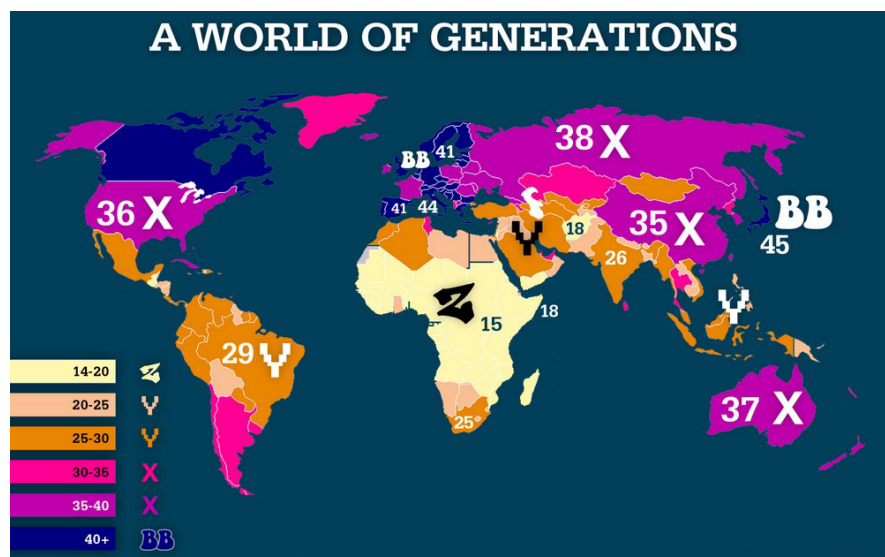 A WORLD OF GENERATIONS
38 X
BB
41
36 X
41
44
18
35 X
BB
45
Y
26
Z
15
18
Y
29 Y
37 X
25
14-20 Z
20-25 Y
25-30 Y
30-35 X
35-40 X
40+ BB